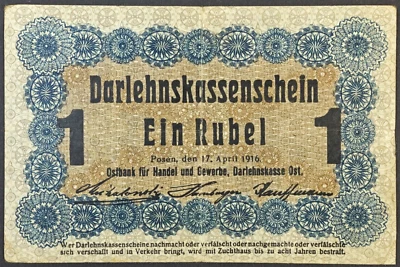 Darlehnskassenschein
1 Ein Rubel 1
Posen, den 17. April 1916.
Ostbank für Handel und Gewerbe, Darlehnskasse Ost.
Wer Darlehnskassenscheine nachmacht oder verfälscht oder nachgemachte oder verfälschte
sich verschafft und in Verkehr bringt, wird mit Zuchthaus bis zu acht Jahren bestraft.